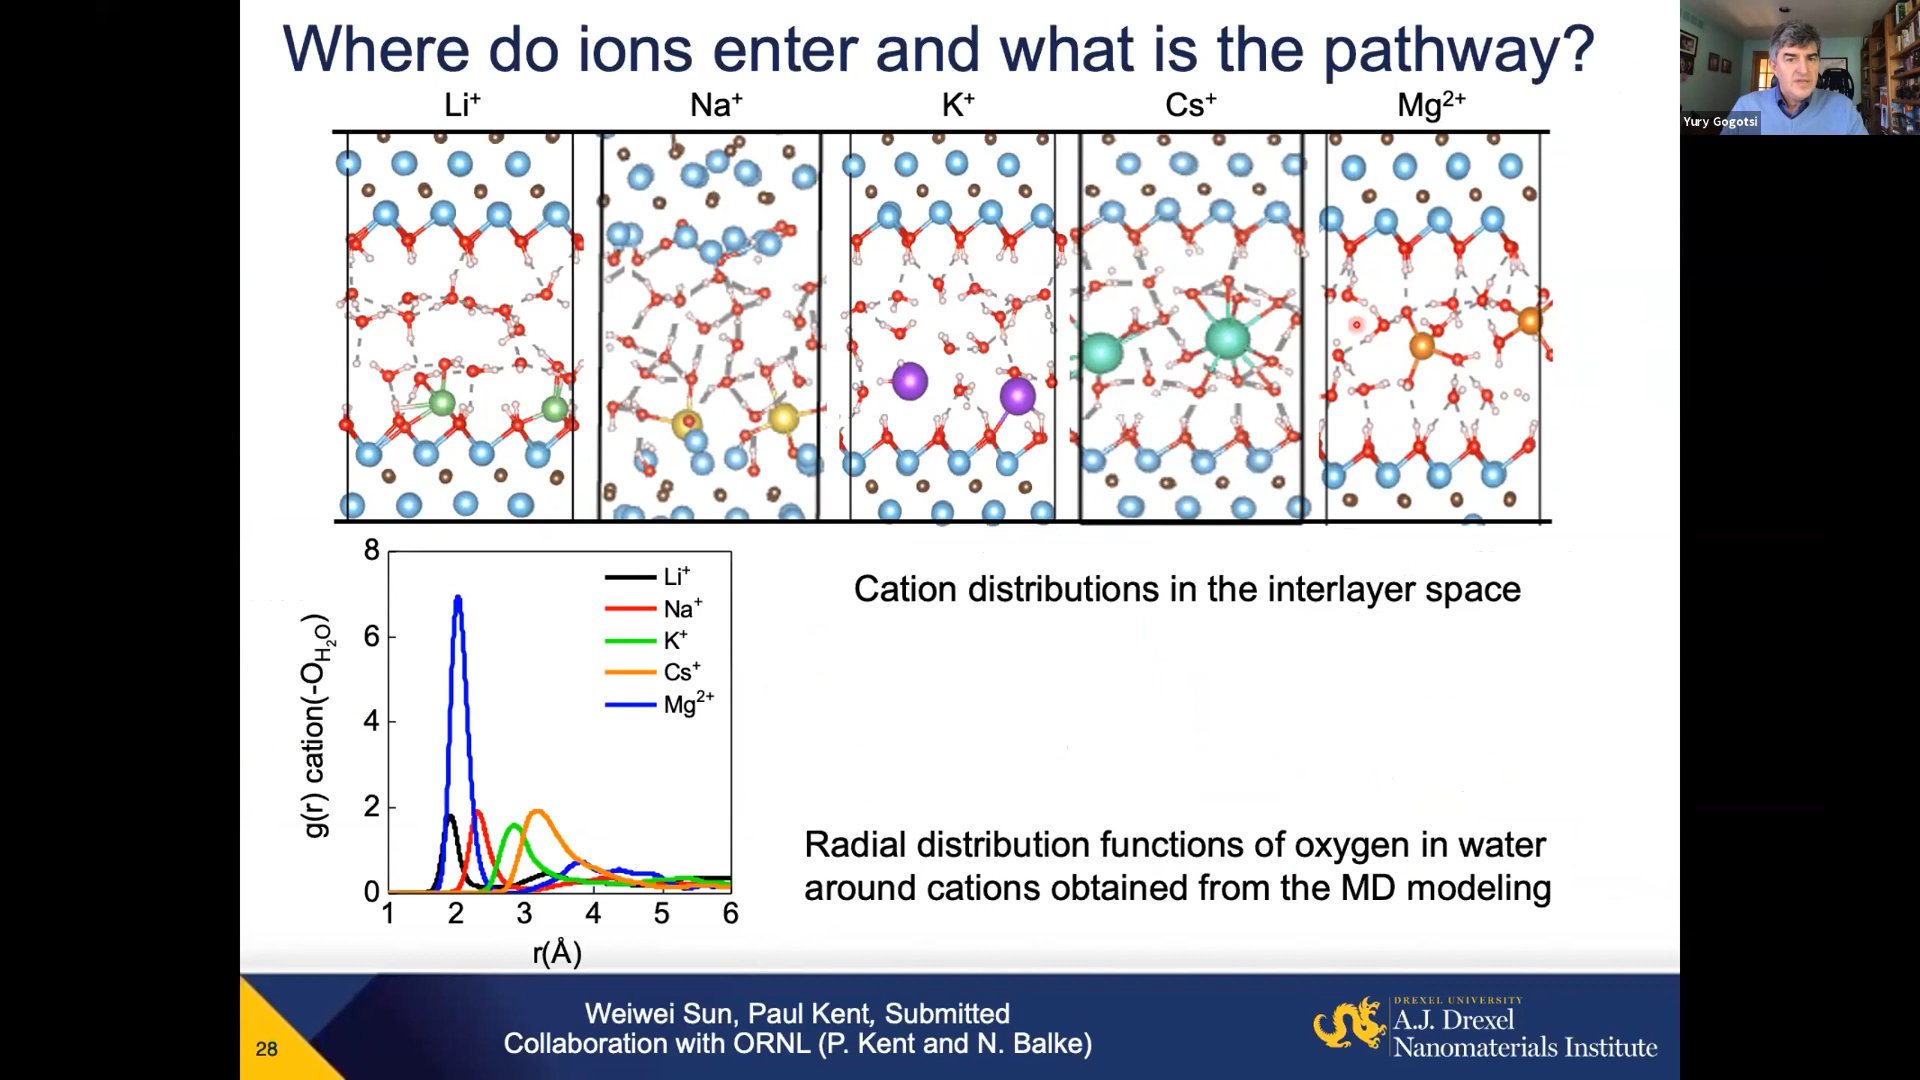 Where do ions enter and what is the pathway?
Yury Gogotsi
Li⁺ Na⁺ K⁺ Cs⁺ Mg²⁺
8
6
4
2
0
1 2 3 4 5 6
g(r) cation(-O_H₂O)
r(Å)
Li⁺
Na⁺
K⁺
Cs⁺
Mg²⁺
Cation distributions in the interlayer space
Radial distribution functions of oxygen in water
around cations obtained from the MD modeling
28
Weiwei Sun, Paul Kent, Submitted
Collaboration with ORNL (P. Kent and N. Balke)
DREXEL UNIVERSITY
A.J. Drexel
Nanomaterials Institute